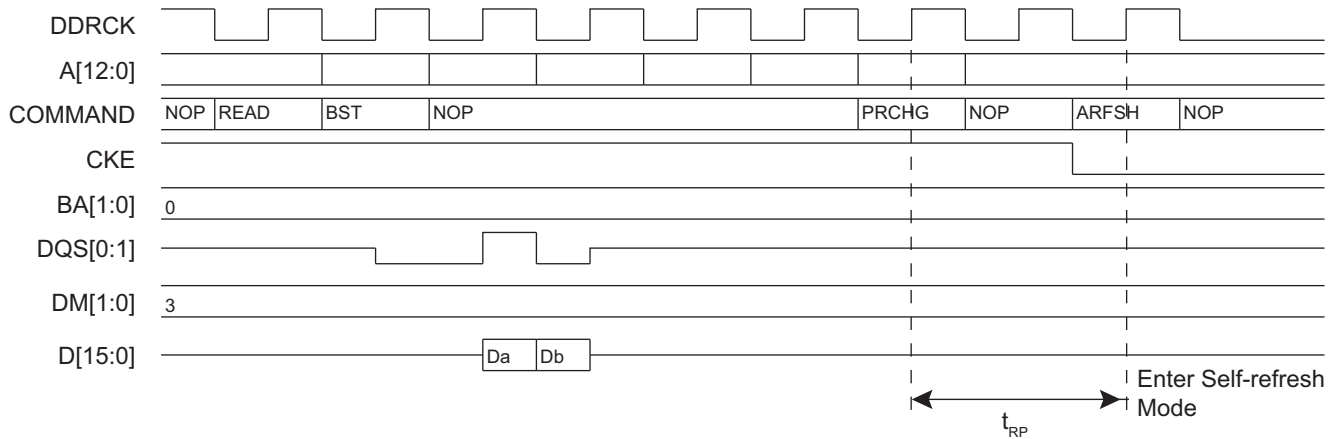 DDRCK
A[12:0]
COMMAND NOP READ BST NOP PRCHG NOP ARFSH NOP
CKE
BA[1:0] 0
DQS[0:1]
DM[1:0] 3
D[15:0] Da Db
Enter Self-refresh
Mode
tRP